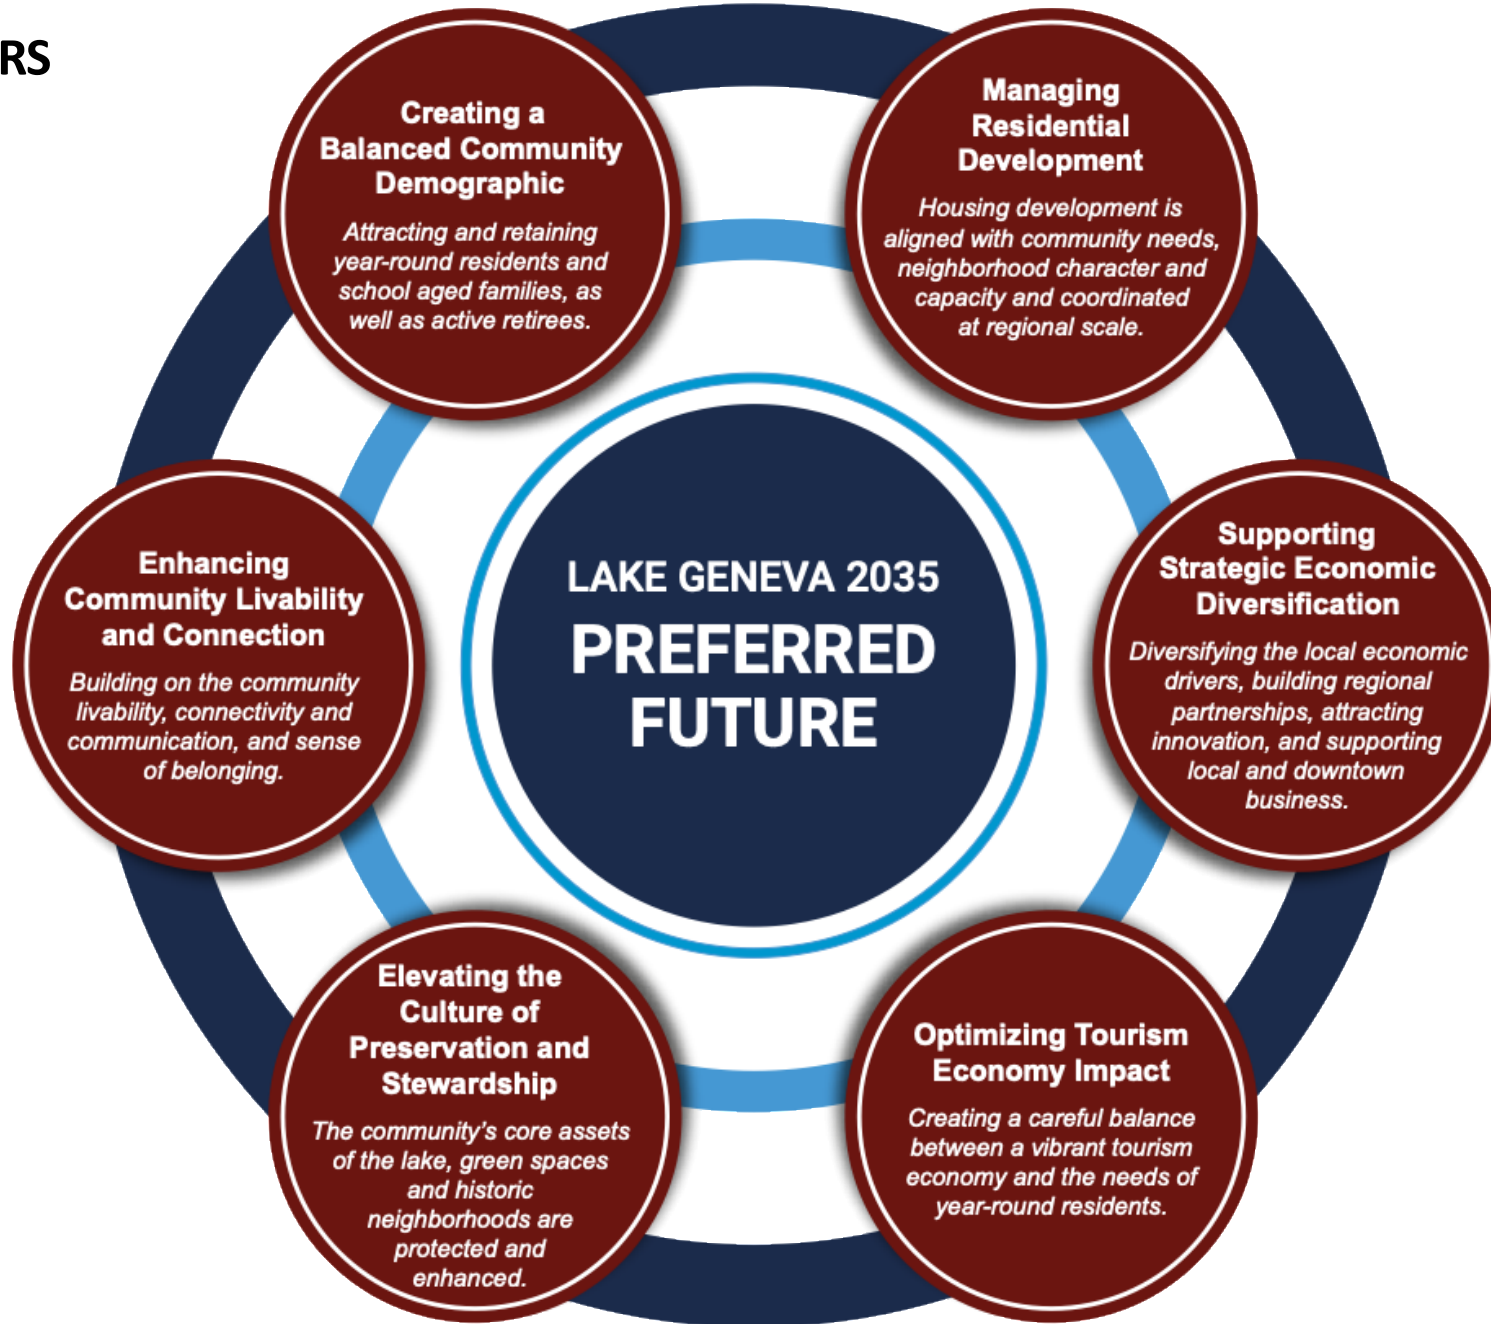 RS
Creating a
Balanced Community
Demographic
Attracting and retaining
year-round residents and
school aged families, as
well as active retirees.
Managing
Residential
Development
Housing development is
aligned with community needs,
neighborhood character and
capacity and coordinated
at regional scale.
Enhancing
Community Livability
and Connection
Building on the community
livability, connectivity and
communication, and sense
of belonging.
LAKE GENEVA 2035
PREFERRED
FUTURE
Supporting
Strategic Economic
Diversification
Diversifying the local economic
drivers, building regional
partnerships, attracting
innovation, and supporting
local and downtown
business.
Elevating the
Culture of
Preservation and
Stewardship
The community’s core assets
of the lake, green spaces
and historic
neighborhoods are
protected and
enhanced.
Optimizing Tourism
Economy Impact
Creating a careful balance
between a vibrant tourism
economy and the needs of
year-round residents.